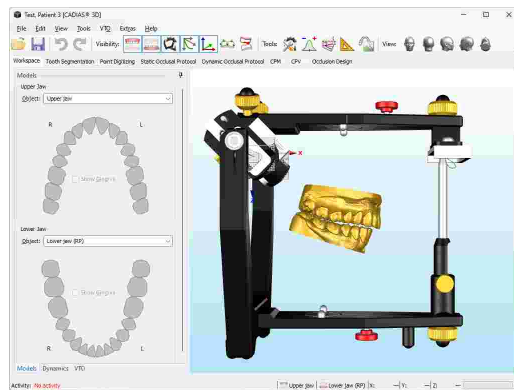 Test, Patient 3 [CADIAS® 3D]
File Edit View Tools VTO Extras Help
Visibility: Tools: View:
Workspace Tooth Segmentation Point Digitizing Static Occlusal Protocol Dynamic Occlusal Protocol CPM CPV Occlusion Design
Models
Upper Jaw
Object: Upper Jaw
R L
Show Gingiva
Lower Jaw
Object: Lower Jaw (RP)
Show Gingiva
R L
Models Dynamics VTO
x
Activity: No activity Upper jaw Lower jaw (RP) X: — Y: — Z: —